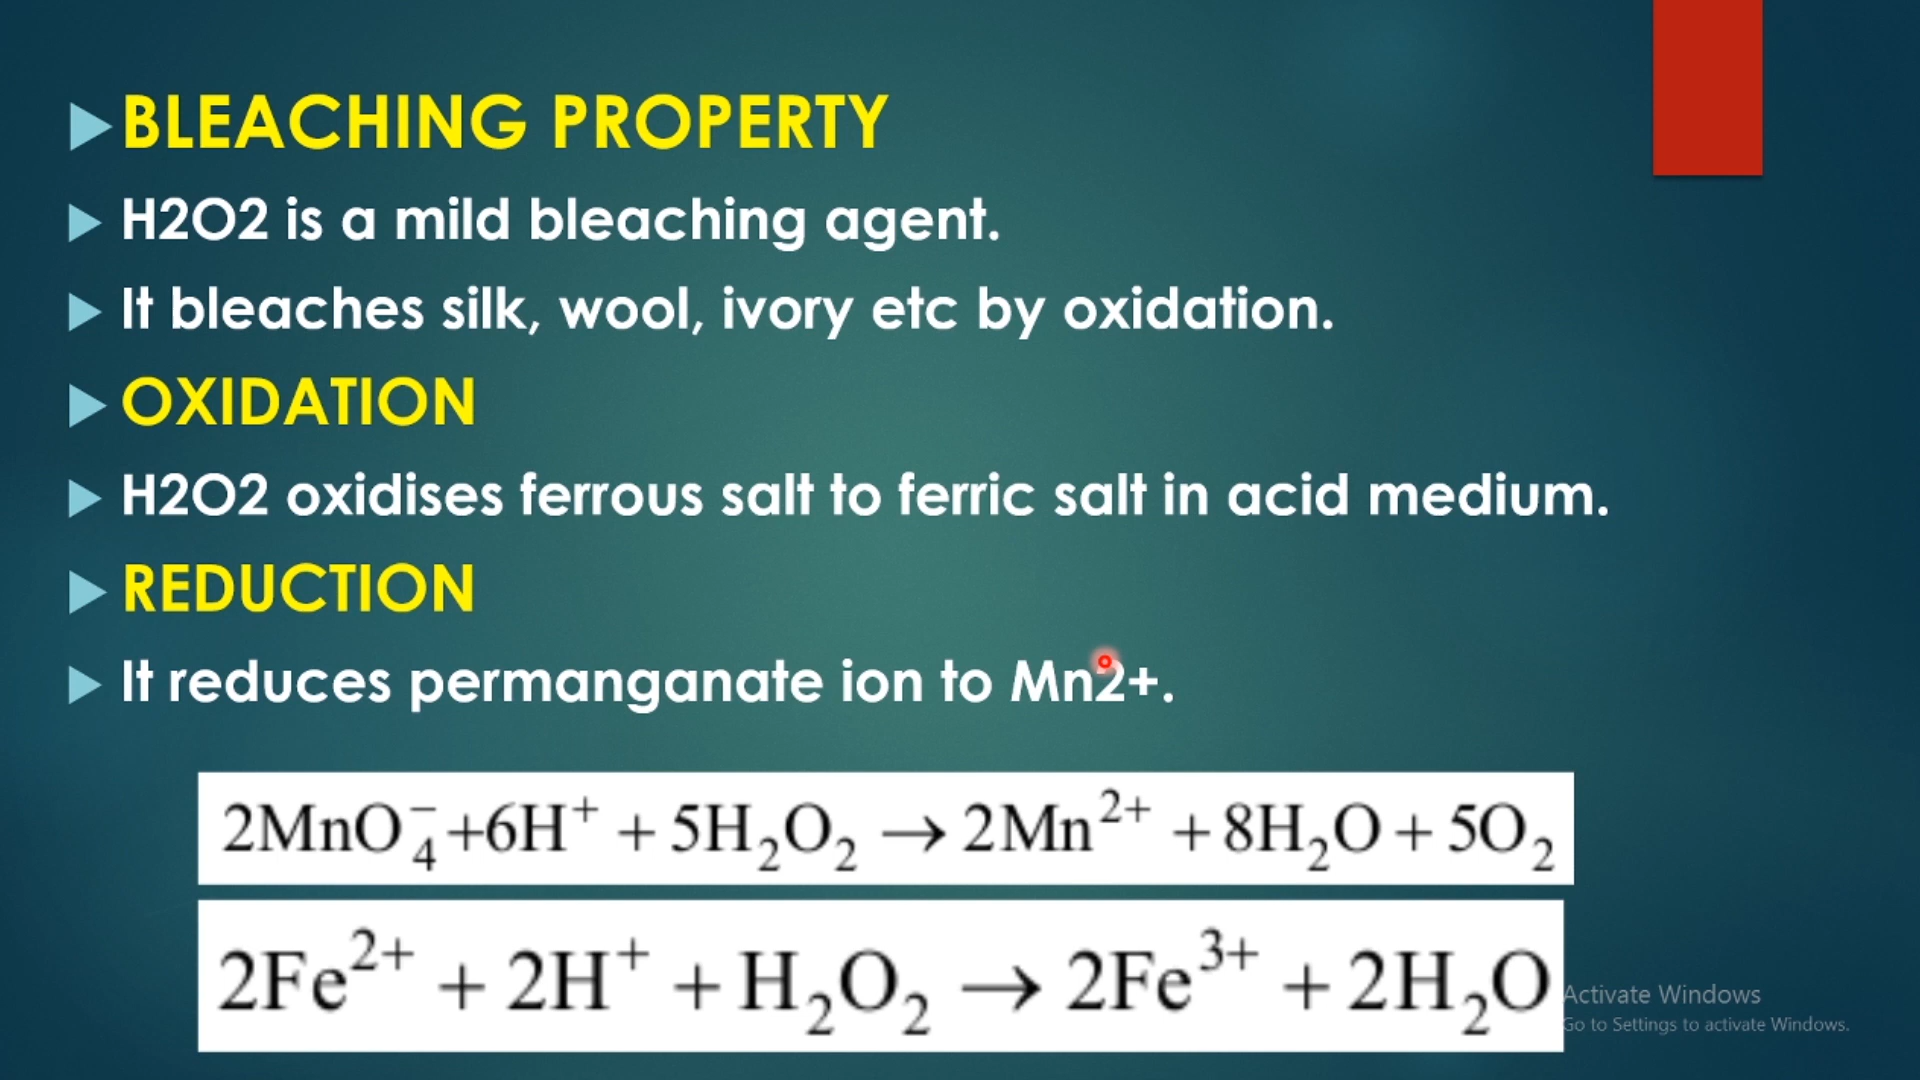 BLEACHING PROPERTY
H2O2 is a mild bleaching agent.
It bleaches silk, wool, ivory etc by oxidation.
OXIDATION
H2O2 oxidises ferrous salt to ferric salt in acid medium.
REDUCTION
It reduces permanganate ion to Mn2+.
2MnO₄⁻+6H⁺ + 5H₂O₂ → 2Mn²⁺ + 8H₂O + 5O₂
2Fe²⁺ + 2H⁺ + H₂O₂ → 2Fe³⁺ + 2H₂O
Activate Windows
Go to Settings to activate Windows.